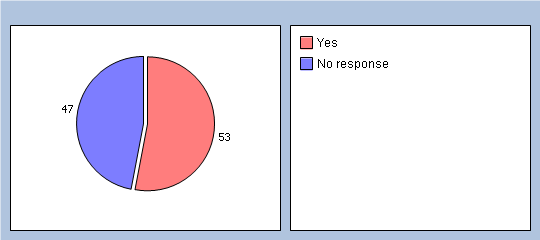 47
53
Yes
No response